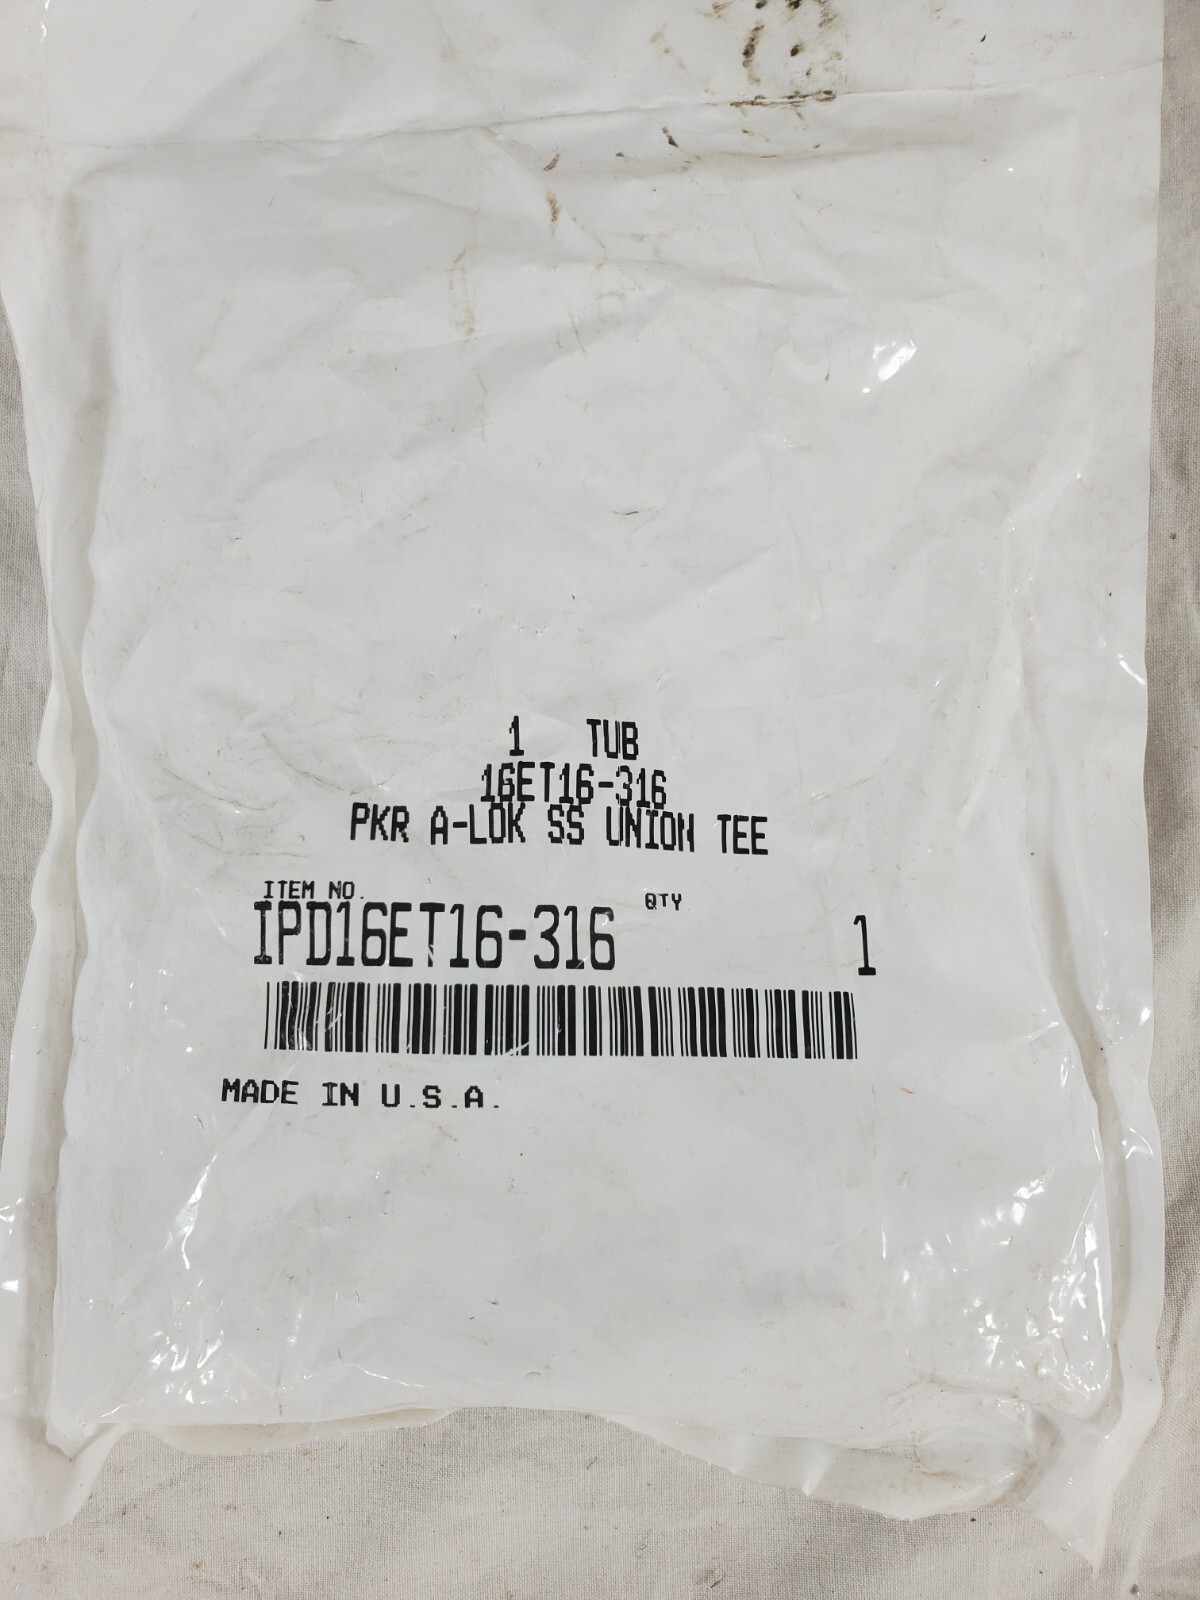 1 TUB
16ET16-316
PKR A-LOK SS UNION TEE
ITEM NO. QTY
IPD16ET16-316 1
MADE IN U.S.A.